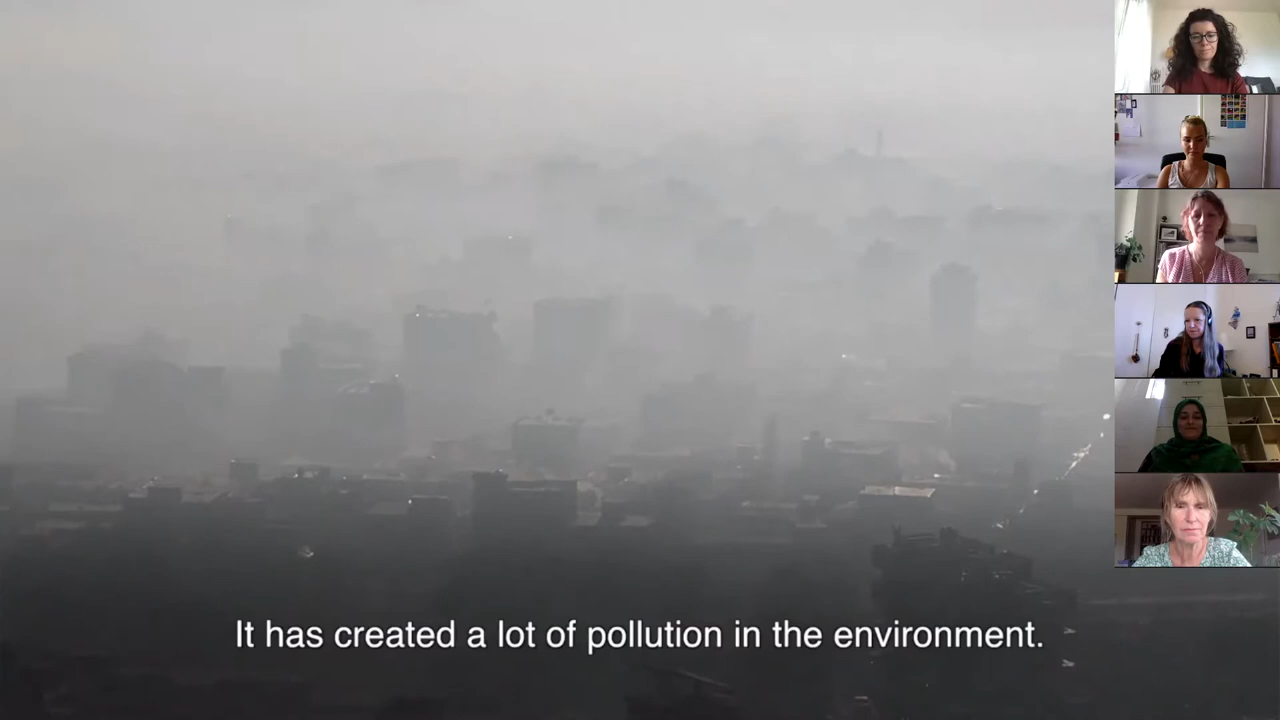 It has created a lot of pollution in the environment.